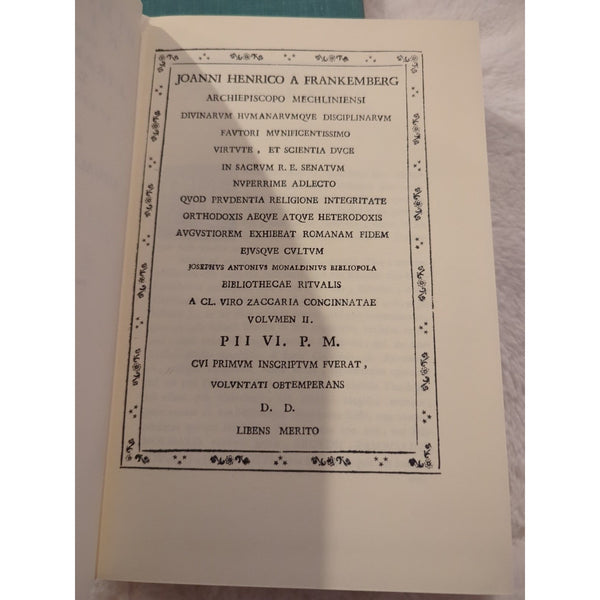 JOANNI HENRICO A FRANKEMBERG
ARCHIEPISCOPO MECHLINIENSI
DIVINARVM HVMANARVMQVE DISCIPLINARVM
FAVTORI MVNIFICENTISSIMO
VIRTVTE, ET SCIENTIA DVCE
IN SACRVM R. E. SENATVM
NVPERRIME ADLECTO
QVOD PRVDENTIA RELIGIONE INTEGRITATE
ORTHODOXIS AEQVE ATQVE HETERODOXIS
AVGVSTIOREM EXHIBEAT ROMANAM FIDEM
EJVSQVE CVLTVM
JOSEPHVS ANTONIVS MONALDINIVS BIBLIOPOLA
BIBLIOTHECAE RITVALIS
A CL. VIRO ZACCARIA CONCINNATAE
VOLVMEN II.
PII VI. P. M.
CVI PRIMVM INSCRIPTVM FVERAT,
VOLVNTATI OBTEMPERANS
D. D.
LIBENS MERITO